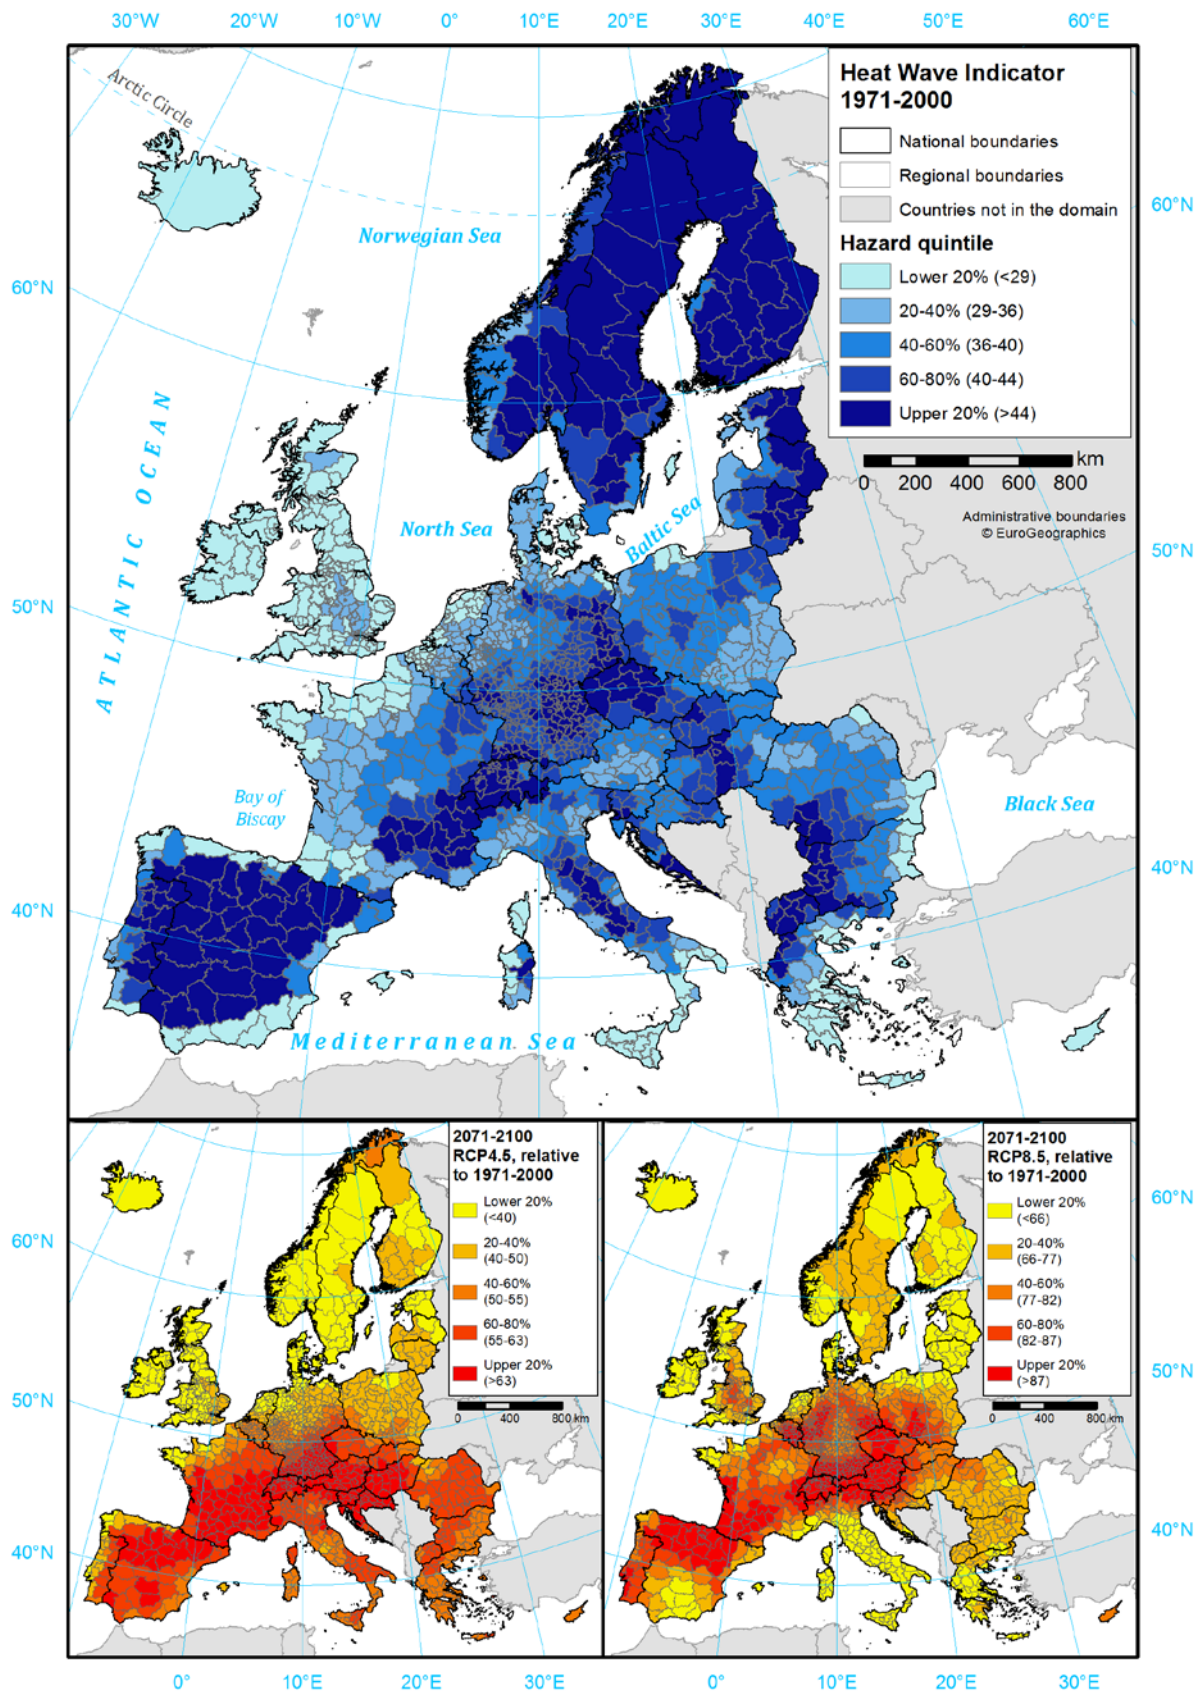 30°W 20°W 10°W 0° 10°E 20°E 30°E 40°E 50°E 60°E
Arctic Circle
Heat Wave Indicator
1971-2000
National boundaries
Regional boundaries
Countries not in the domain
Hazard quintile
Lower 20% (<29)
20-40% (29-36)
40-60% (36-40)
60-80% (40-44)
Upper 20% (>44)
km
0 200 400 600 800
Administrative boundaries
© EuroGeographics
60°N
Norwegian Sea
60°N
ATLANTIC OCEAN
North Sea
Baltic Sea
50°N
50°N
Bay of
Biscay
Black Sea
40°N
40°N
Mediterranean Sea
2071-2100
RCP4.5, relative
to 1971-2000
Lower 20%
(<40)
20-40%
(40-50)
40-60%
(50-55)
60-80%
(55-63)
Upper 20%
(>63)
0 400 800 km
2071-2100
RCP8.5, relative
to 1971-2000
Lower 20%
(<66)
20-40%
(66-77)
40-60%
(77-82)
60-80%
(82-87)
Upper 20%
(>87)
0 400 800 km
60°N
60°N
50°N
50°N
40°N
40°N
0° 10°E 20°E 30°E 0° 10°E 20°E 30°E